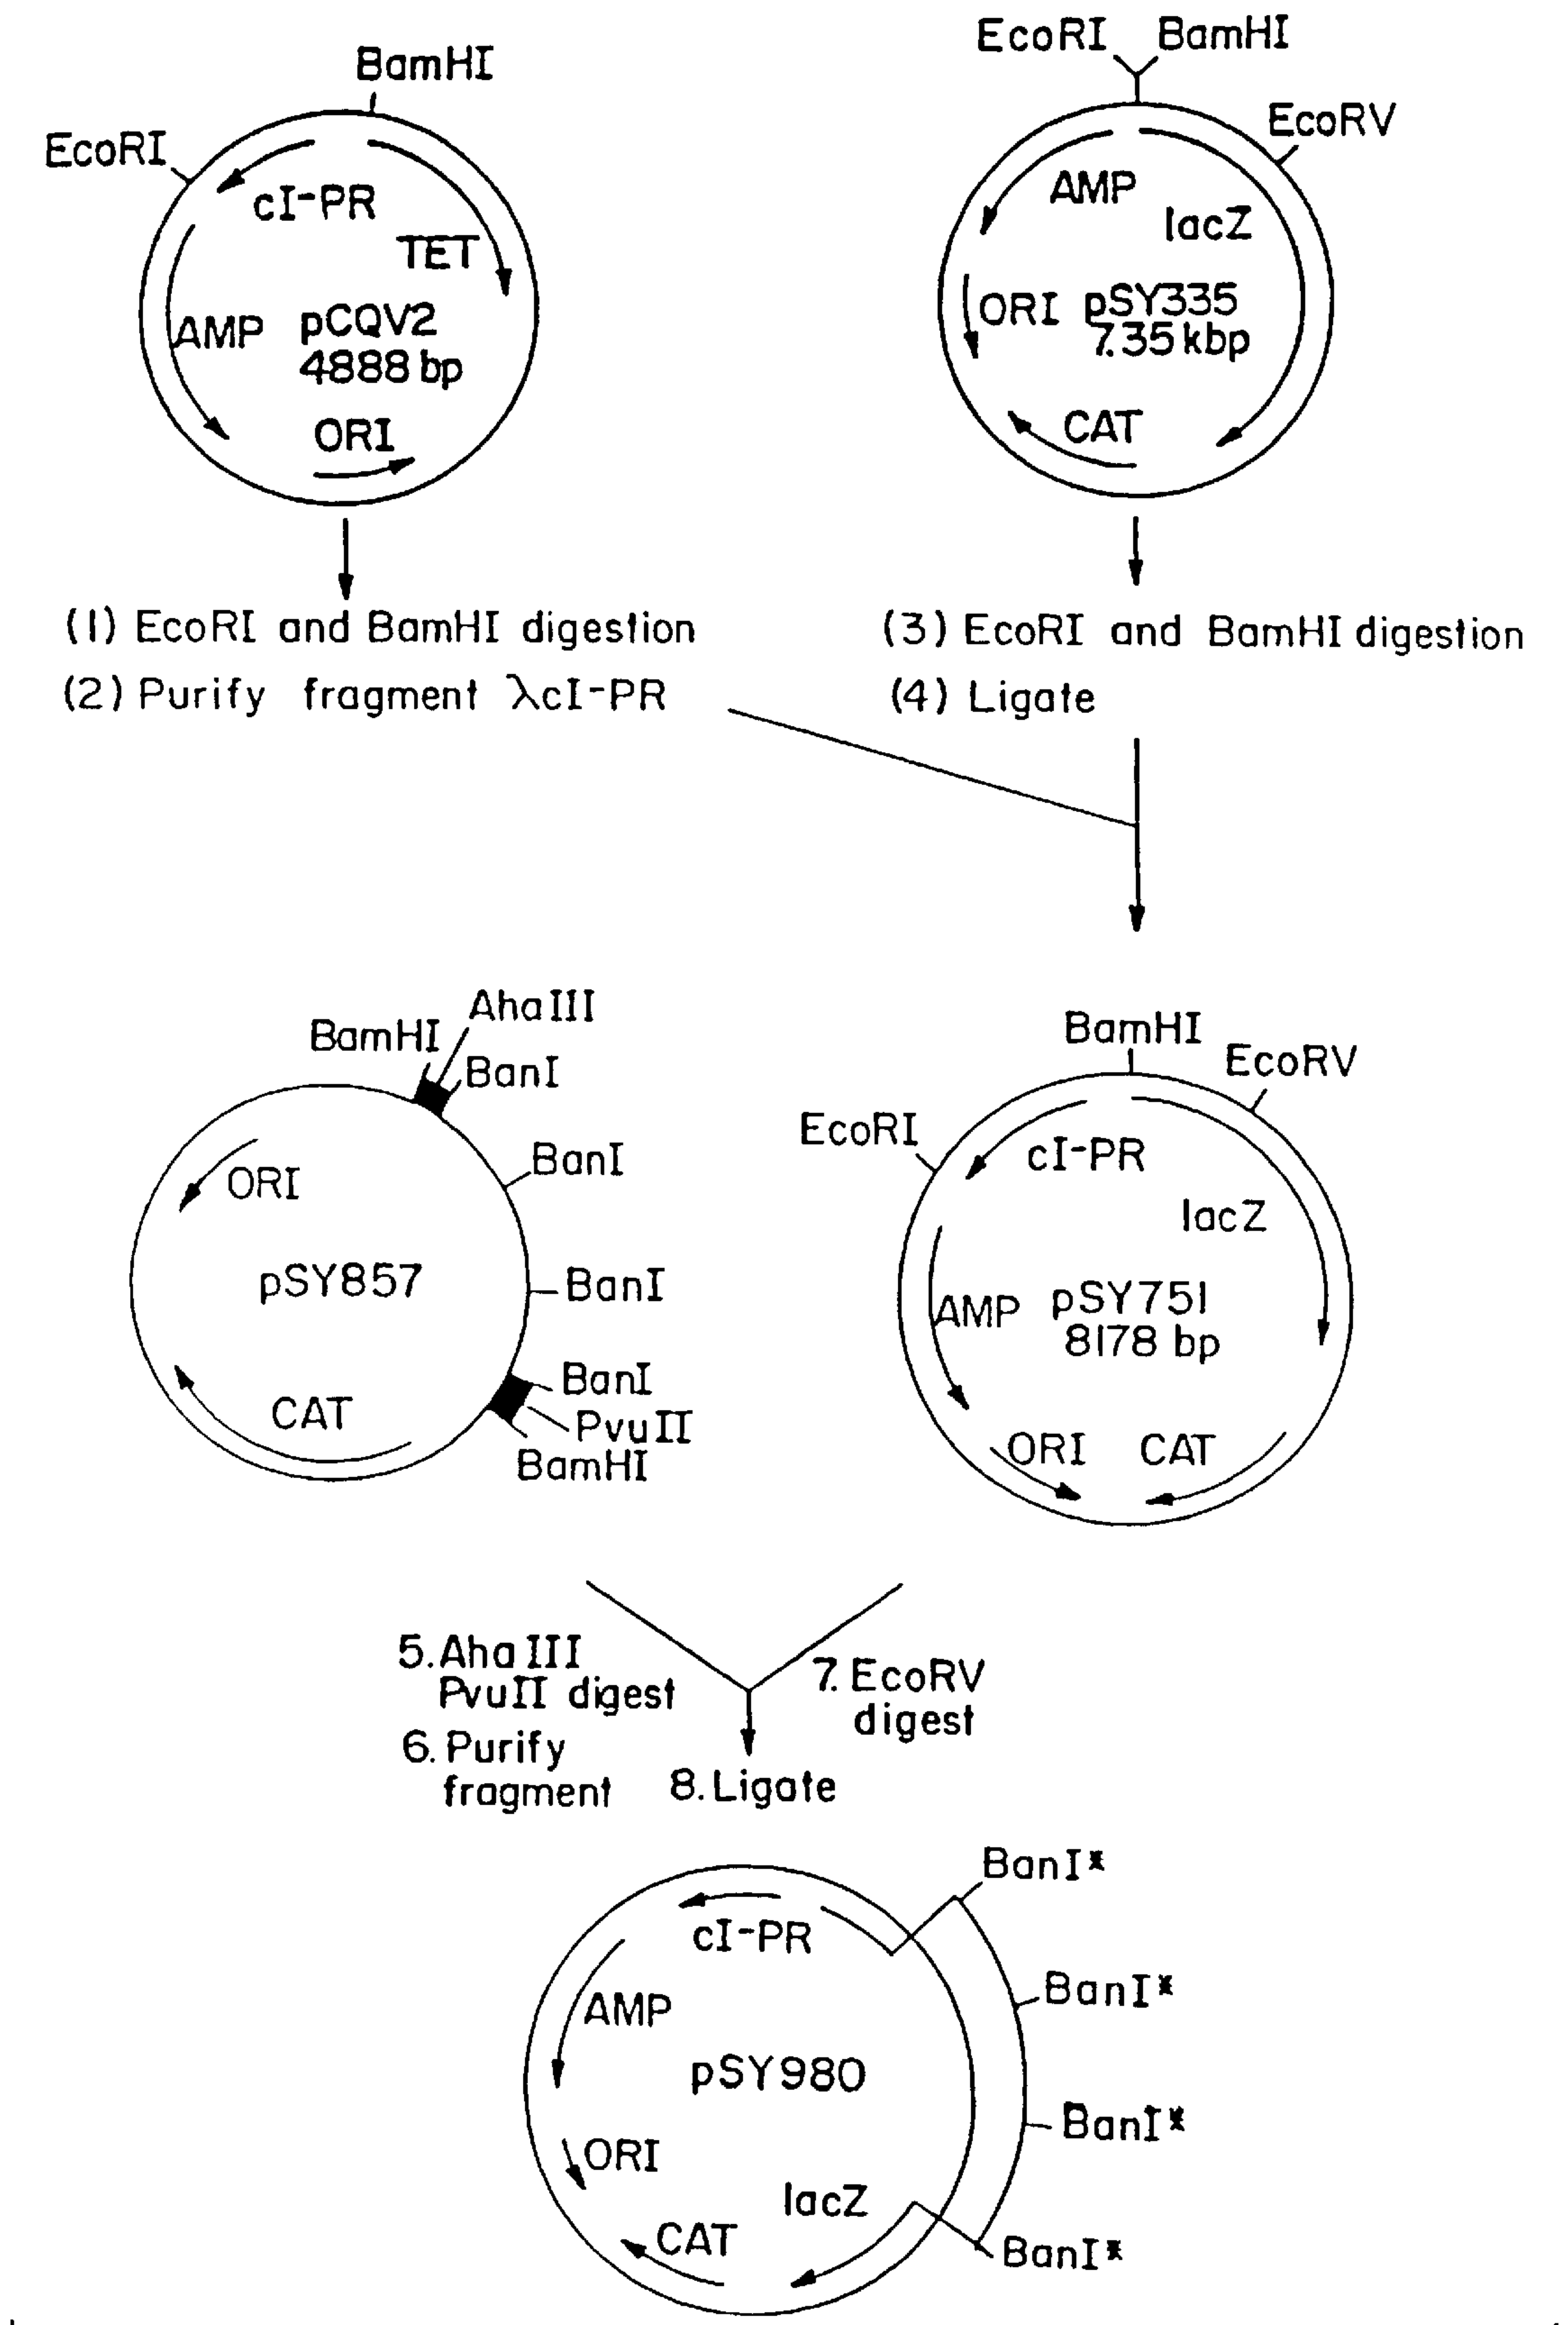 BamHI
EcoRI
cI-PR
TET
AMP
pCQV2
4888 bp
ORI
EcoRI
BamHI
EcoRV
AMP
lacZ
ORI
pSY335
7.35 kbp
CAT
(1) EcoRI and BamHI digestion
(2) Purify fragment λcI-PR
(3) EcoRI and BamHI digestion
(4) Ligate
AhaIII
BamHI
BanI
BanI
ORI
pSY857
BanI
BanI
CAT
PvuII
BamHI
BamHI
EcoRV
EcoRI
cI-PR
lacZ
AMP
pSY751
8178 bp
ORI
CAT
5. AhaIII
PvuII digest
6. Purify
fragment
7. EcoRV
digest
8. Ligate
BanI*
cI-PR
BanI*
AMP
pSY980
BanI*
ORI
lacZ
CAT
BanI*